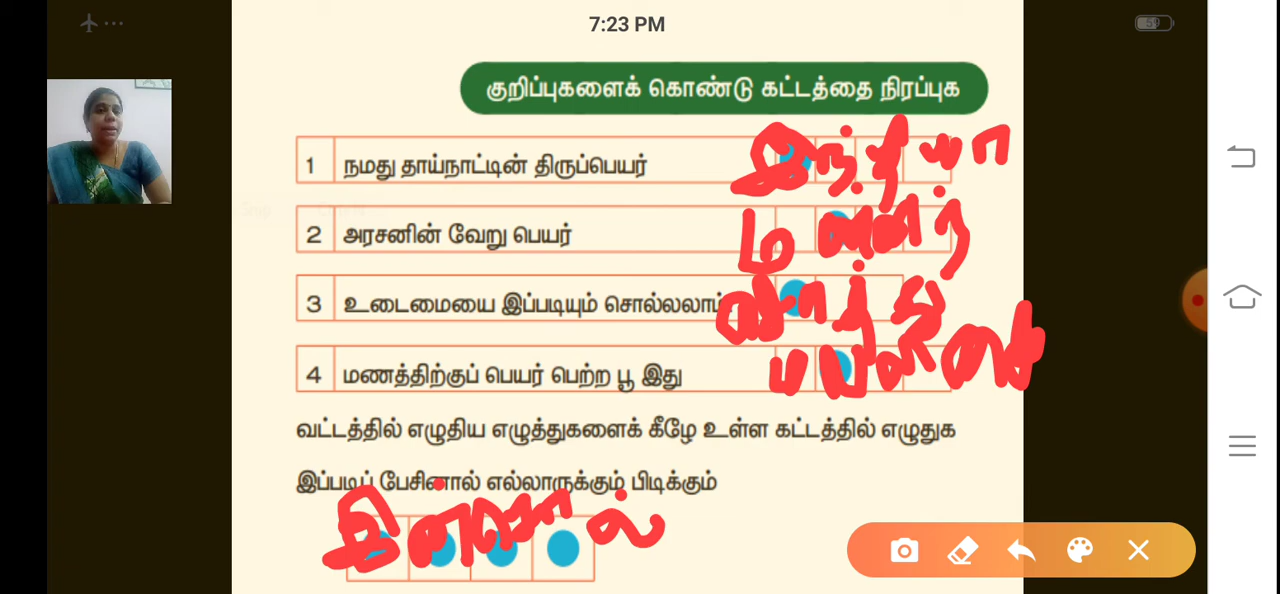 7:23 PM
59
குறிப்புகளைக் கொண்டு கட்டத்தை நிரப்புக
1 நமது தாய்நாட்டின் திருப்பெயர் இந்தியா
2 அரசனின் வேறு பெயர் மன்னர்
3 உடைமையை இப்படியும் சொல்லலாம்
4 மணத்திற்குப் பெயர் பெற்ற பூ இது
வட்டத்தில் எழுதிய எழுத்துகளைக் கீழே உள்ள கட்டத்தில் எழுதுக
இப்படிப் பேசினால் எல்லாருக்கும் பிடிக்கும்
இன்சொல்